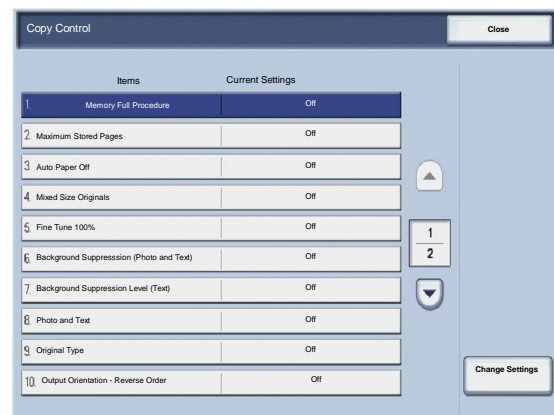 Copy Control
Close
Items Current Settings
1. Memory Full Procedure Off
2. Maximum Stored Pages Off
3. Auto Paper Off Off
4. Mixed Size Originals Off
5. Fine Tune 100% Off
6. Background Suppresssion (Photo and Text) Off
7. Background Suppression Level (Text) Off
8. Photo and Text Off
9. Original Type Off
10. Output Orientation - Reverse Order Off
1
2
Change Settings